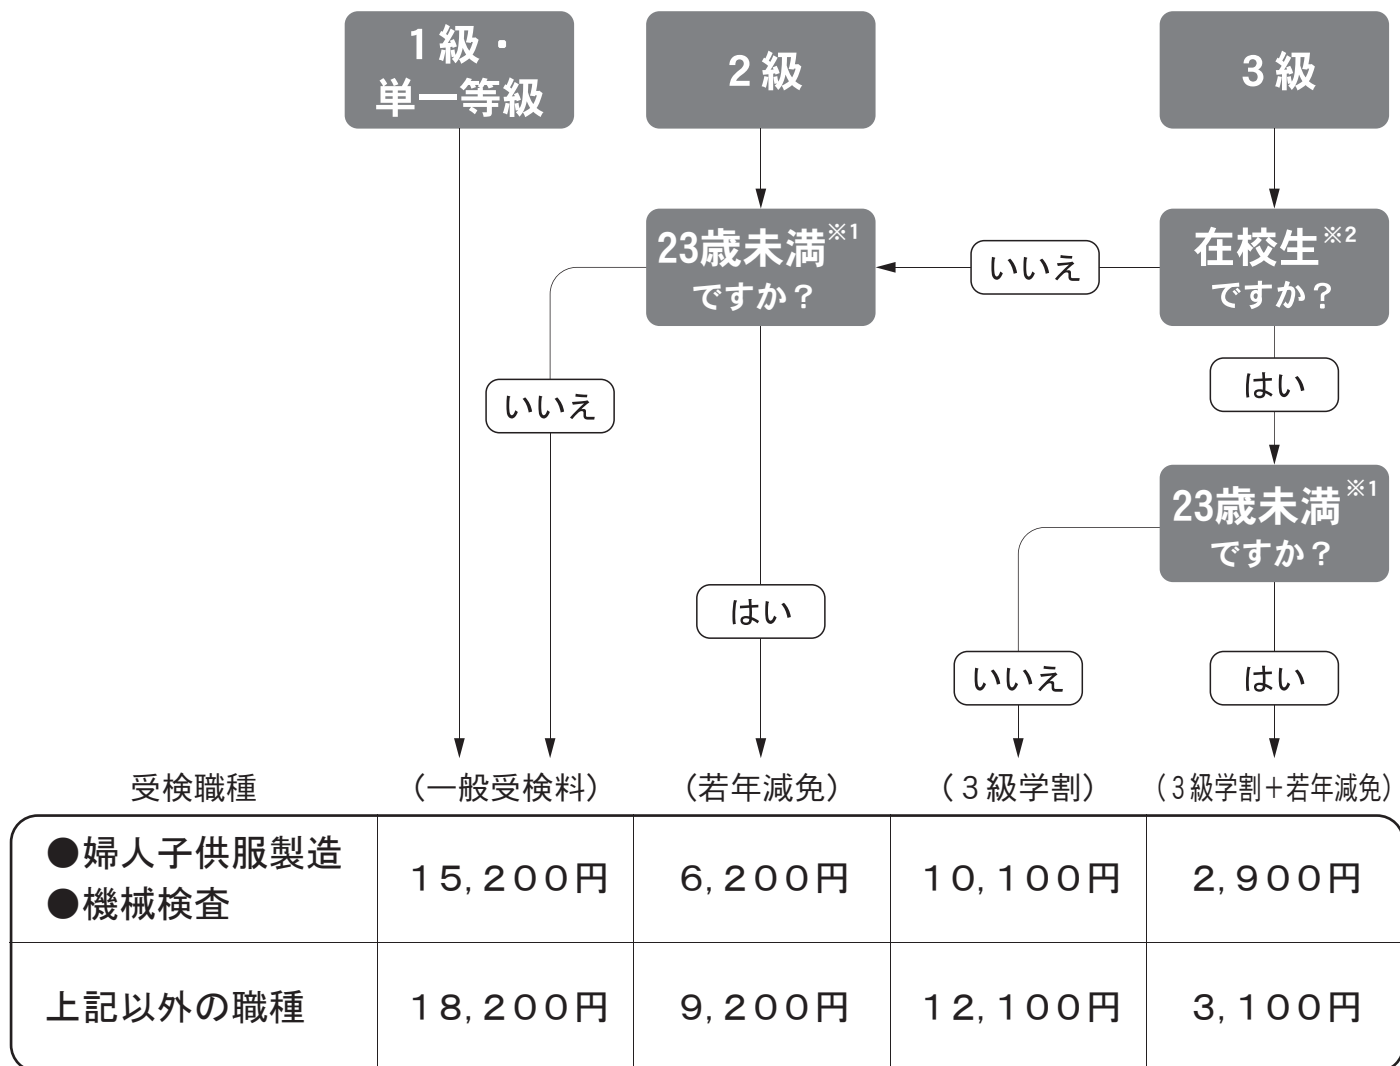 1級・
単一等級
2級
3級
23歳未満※1
ですか?
いいえ
在校生※2
ですか?
いいえ
はい
23歳未満※1
ですか?
はい
いいえ
はい
受検職種
(一般受検料)
(若年減免)
(3級学割)
(3級学割+若年減免)
●婦人子供服製造
●機械検査
15,200円
6,200円
10,100円
2,900円
上記以外の職種
18,200円
9,200円
12,100円
3,100円